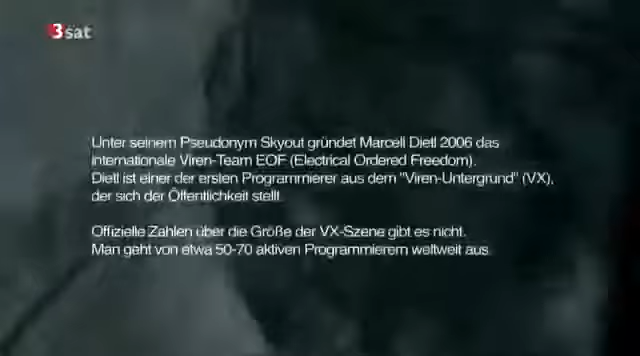 3sat
Unter seinem Pseudonym Skyout gründet Marcell Dietl 2006 das
internationale Viren-Team EOF (Electrical Ordered Freedom).
Dietl ist einer der ersten Programmierer aus dem "Viren-Untergrund" (VX),
der sich der Öffentlichkeit stellt.
Offizielle Zahlen über die Größe der VX-Szene gibt es nicht.
Man geht von etwa 50-70 aktiven Programmierern weltweit aus.